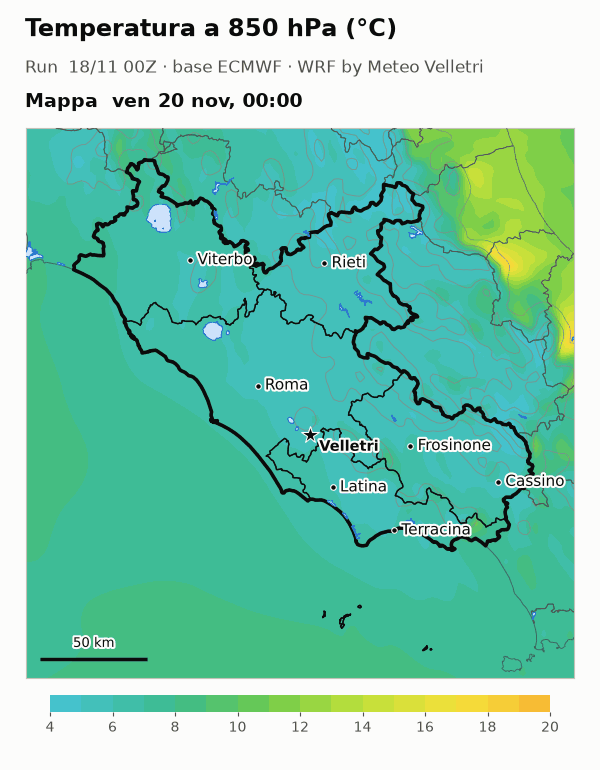 Temperatura a 850 hPa (°C)
Run  18/11 00Z · base ECMWF · WRF by Meteo Velletri
Mappa  ven 20 nov, 00:00
Viterbo
Rieti
Roma
Velletri
Frosinone
Latina
Cassino
Terracina
50 km
4 6 8 10 12 14 16 18 20